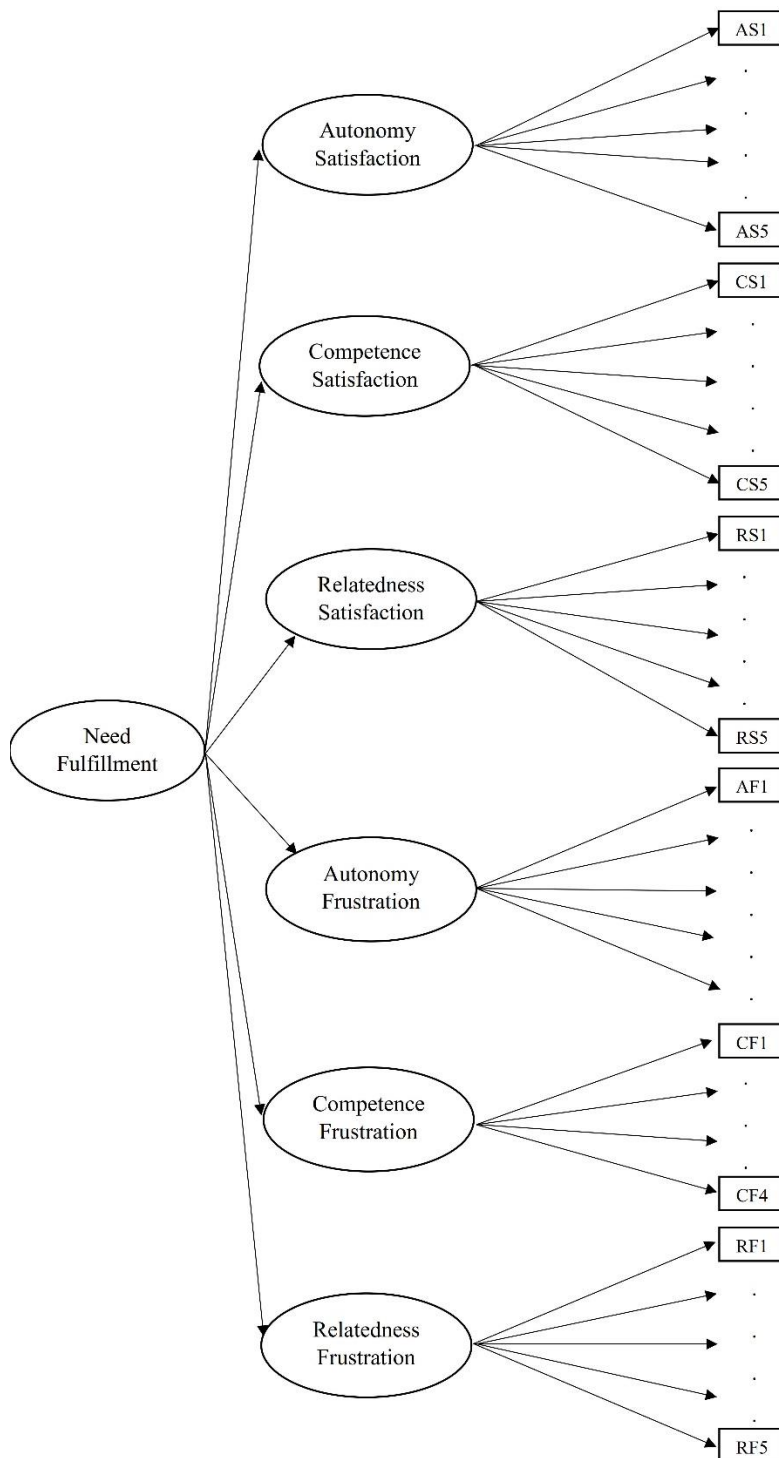 AS1
Autonomy
Satisfaction
AS5
CS1
Competence
Satisfaction
CS5
RS1
Relatedness
Satisfaction
RS5
Need
Fulfillment
AF1
Autonomy
Frustration
CF1
Competence
Frustration
CF4
RF1
Relatedness
Frustration
RF5